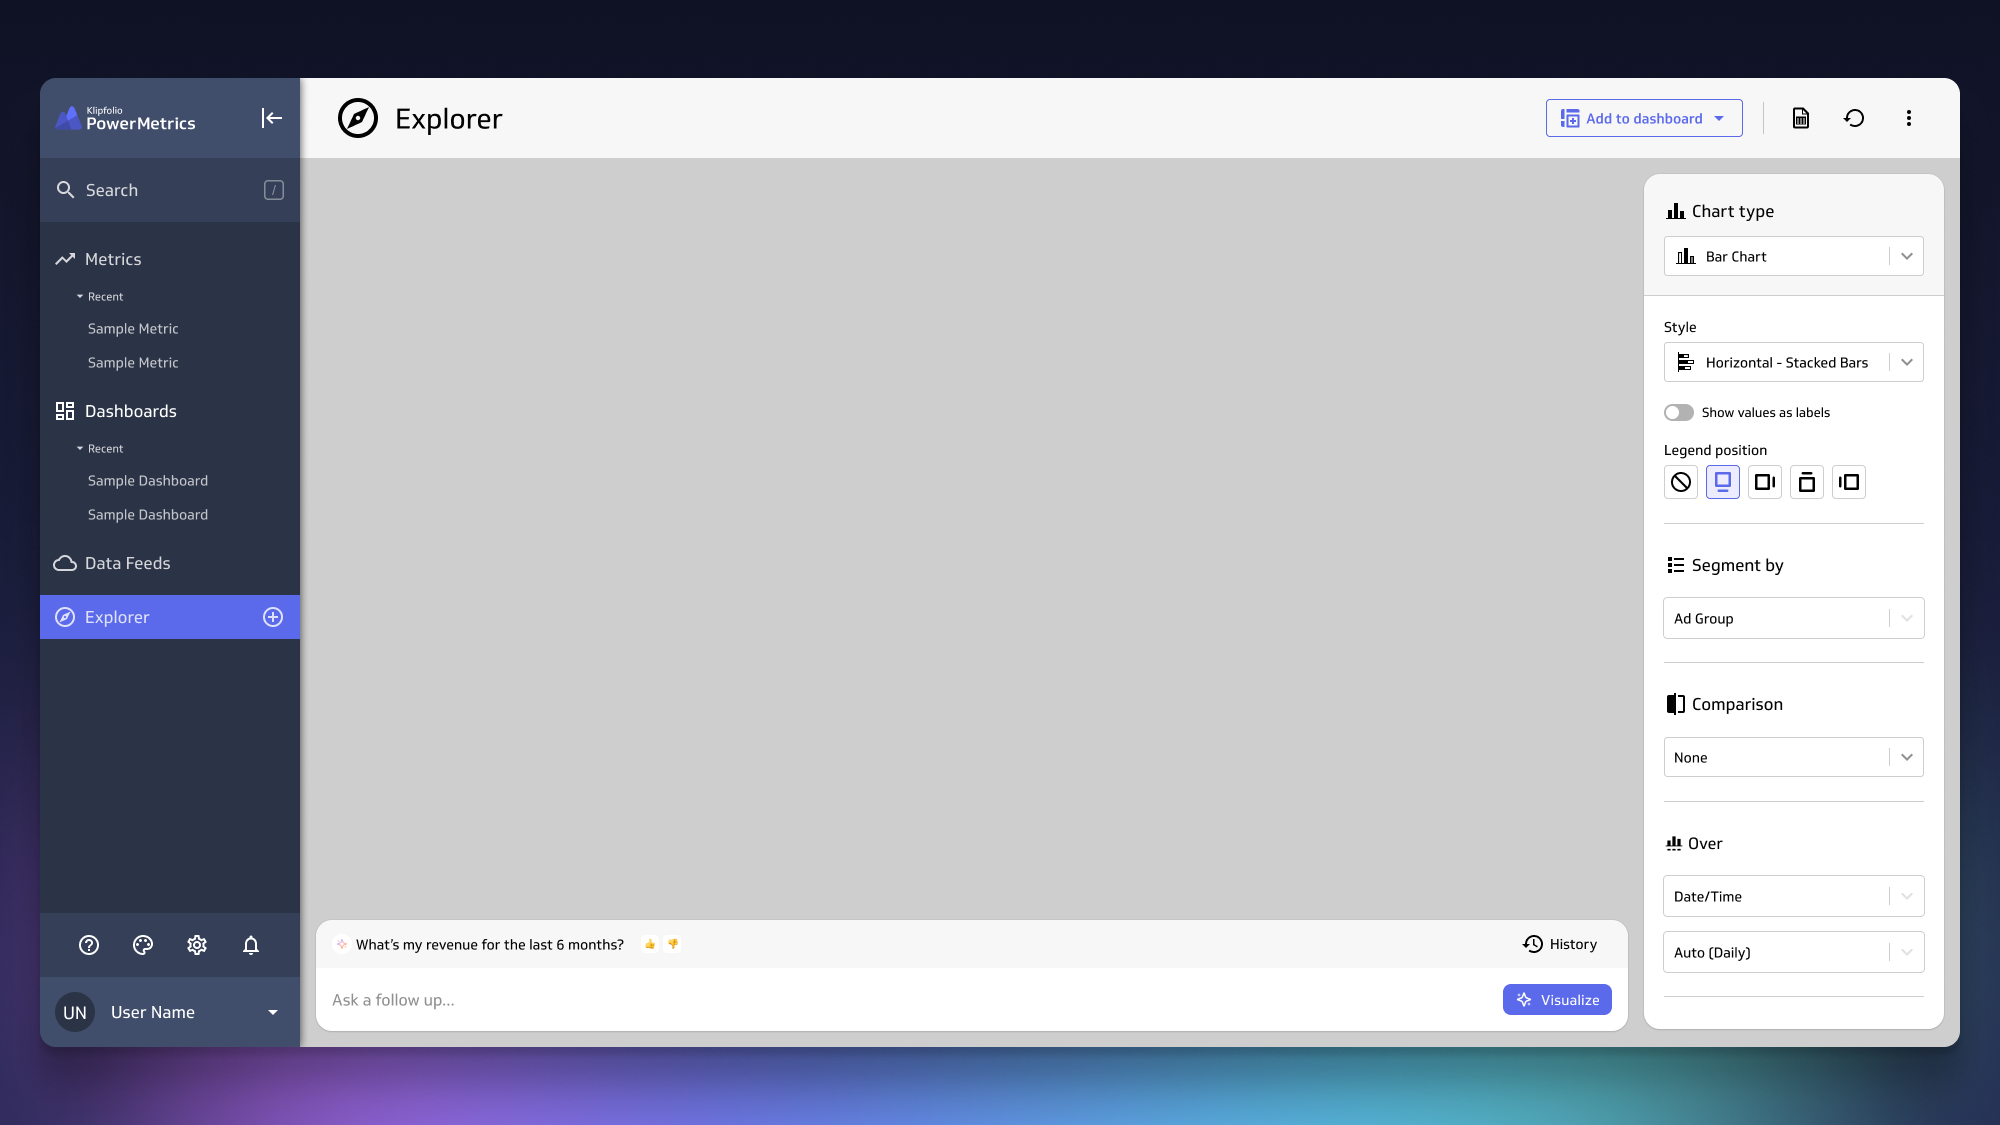 Klipfolio
PowerMetrics
Search
/
Metrics
Recent
Sample Metric
Sample Metric
Dashboards
Recent
Sample Dashboard
Sample Dashboard
Data Feeds
Explorer
UN
User Name
Explorer
Add to dashboard
What's my revenue for the last 6 months?
History
Ask a follow up...
Visualize
Chart type
Bar Chart
Style
Horizontal - Stacked Bars
Show values as labels
Legend position
Segment by
Ad Group
Comparison
None
Over
Date/Time
Auto (Daily)